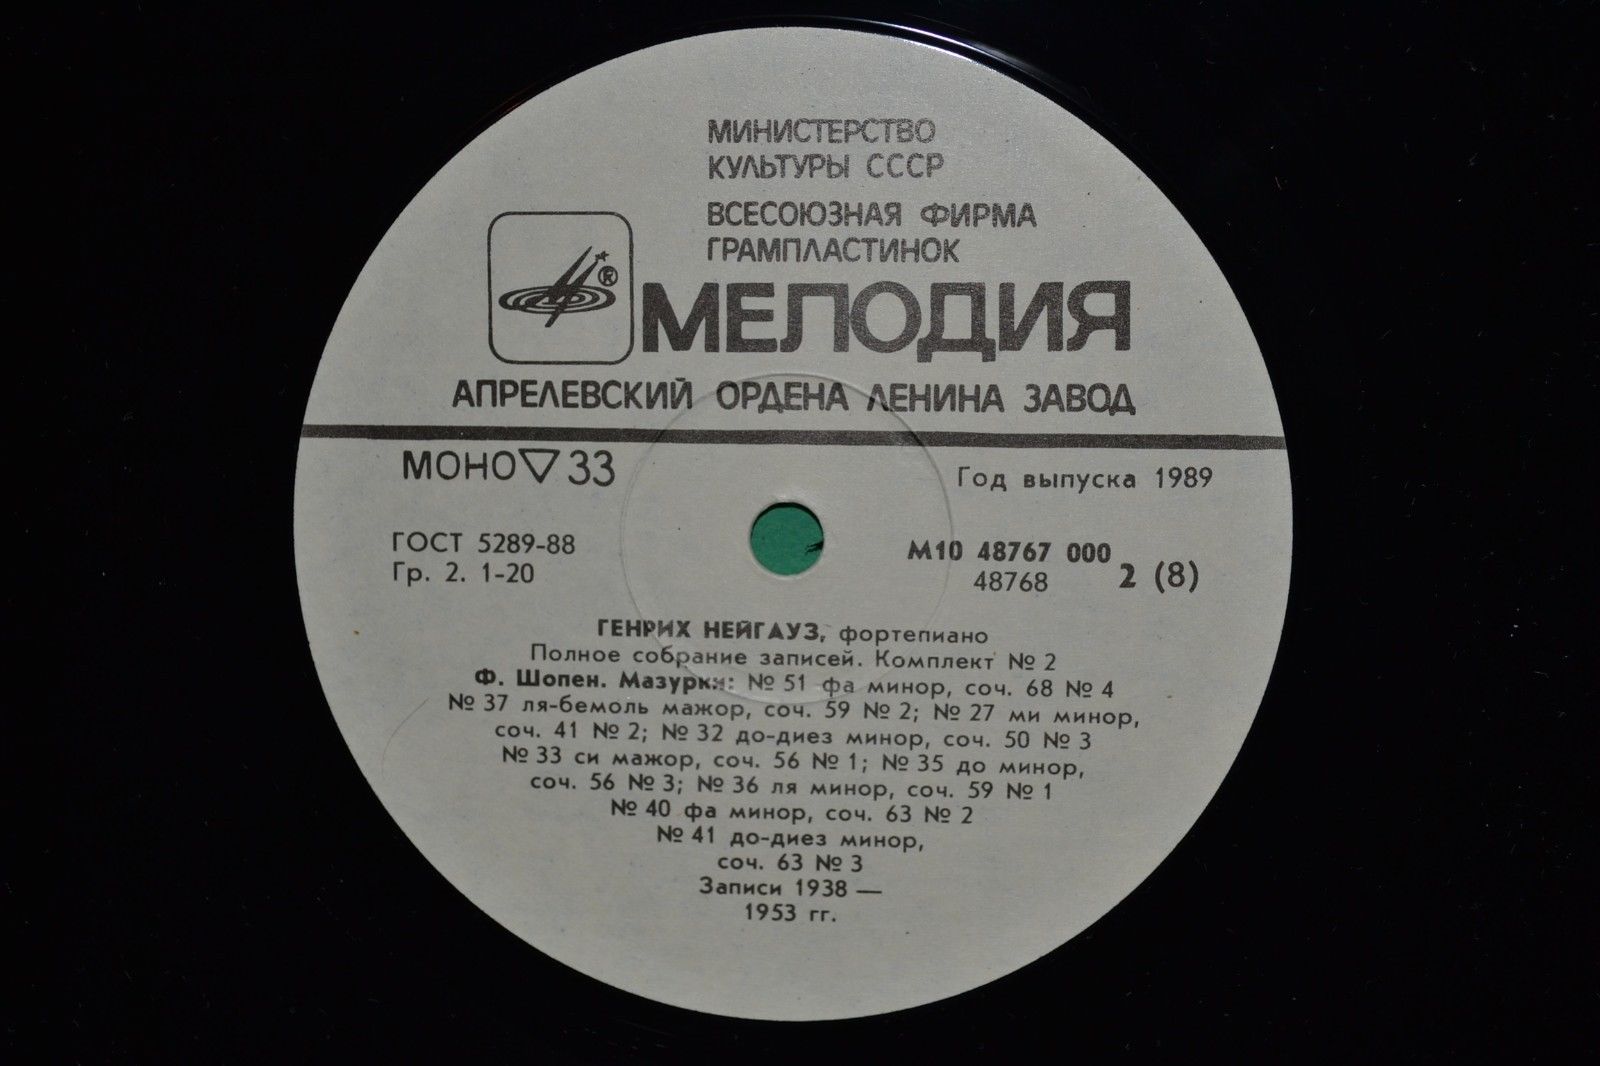 МИНИСТЕРСТВО
КУЛЬТУРЫ СССР
ВСЕСОЮЗНАЯ ФИРМА
ГРАМПЛАСТИНОК
®
МЕЛОДИЯ
АПРЕЛЕВСКИЙ ОРДЕНА ЛЕНИНА ЗАВОД
МОНО▽33
Год выпуска 1989
ГОСТ 5289-88
Гр. 2. 1-20
М10 48767 000
48768
2 (8)
ГЕНРИХ НЕЙГАУЗ, фортепиано
Полное собрание записей. Комплект № 2
Ф. Шопен. Мазурки: № 51 фа минор, соч. 68 № 4
№ 37 ля-бемоль мажор, соч. 59 № 2; № 27 ми минор,
соч. 41 № 2; № 32 до-диез минор, соч. 50 № 3
№ 33 си мажор, соч. 56 № 1; № 35 до минор,
соч. 56 № 3; № 36 ля минор, соч. 59 № 1
№ 40 фа минор, соч. 63 № 2
№ 41 до-диез минор,
соч. 63 № 3
Записи 1938 —
1953 гг.